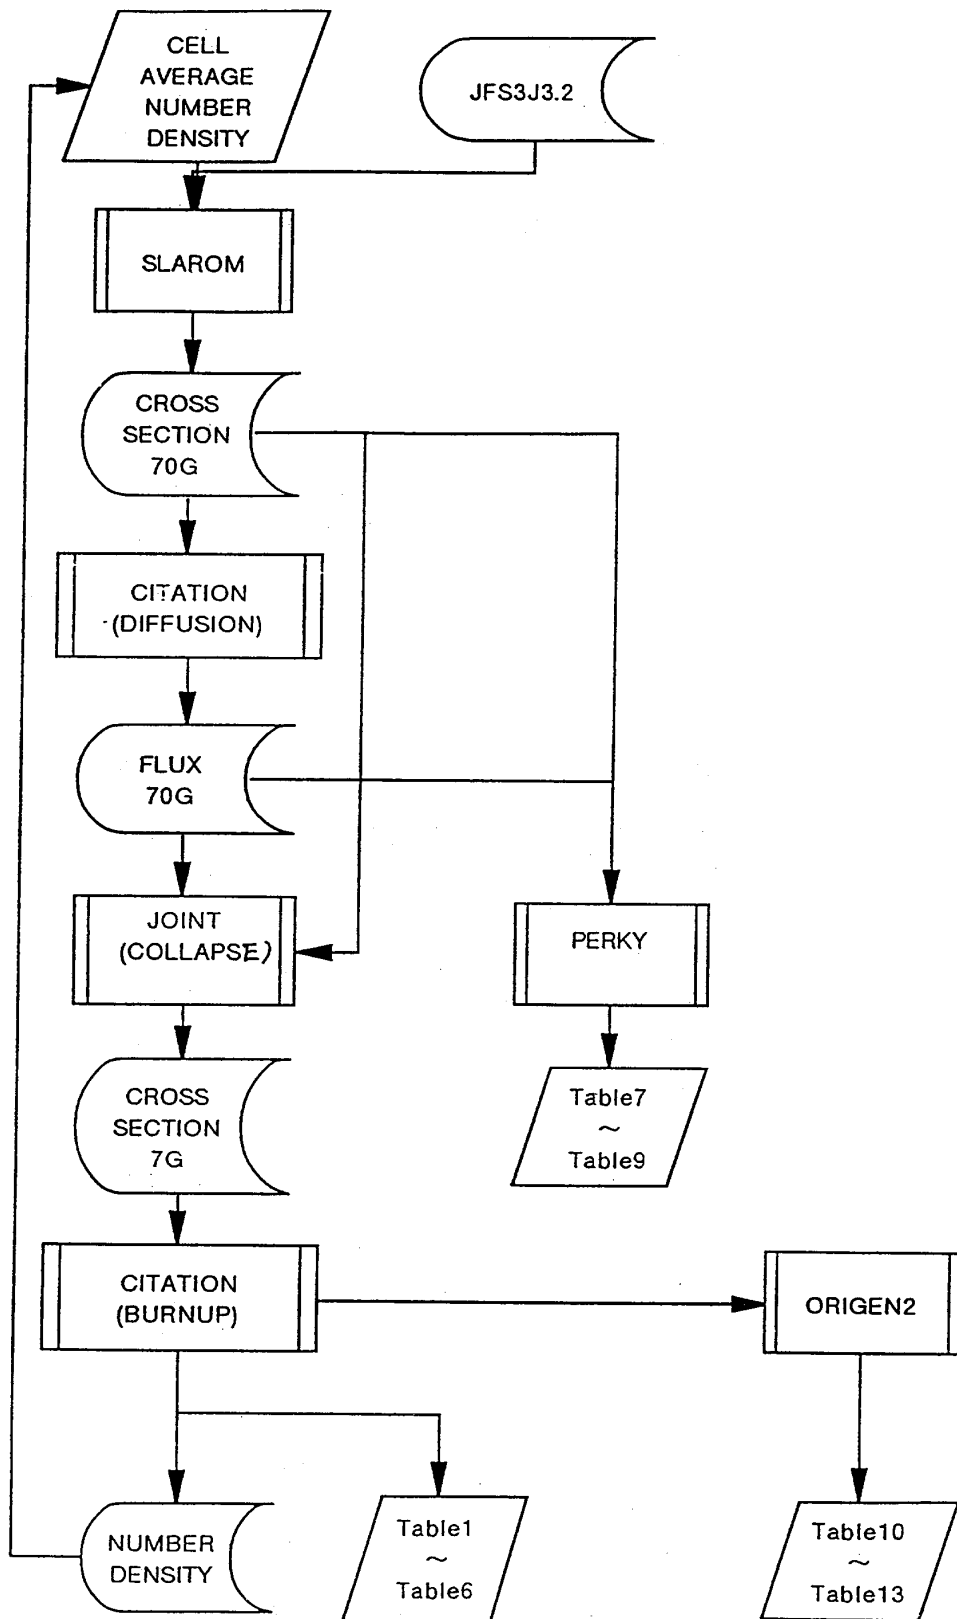 CELL
AVERAGE
NUMBER
DENSITY
JFS3J3.2
SLAROM
CROSS
SECTION
70G
CITATION
(DIFFUSION)
FLUX
70G
JOINT
(COLLAPSE)
PERKY
CROSS
SECTION
7G
Table7
~
Table9
CITATION
(BURNUP)
ORIGEN2
NUMBER
DENSITY
Table1
~
Table6
Table10
~
Table13